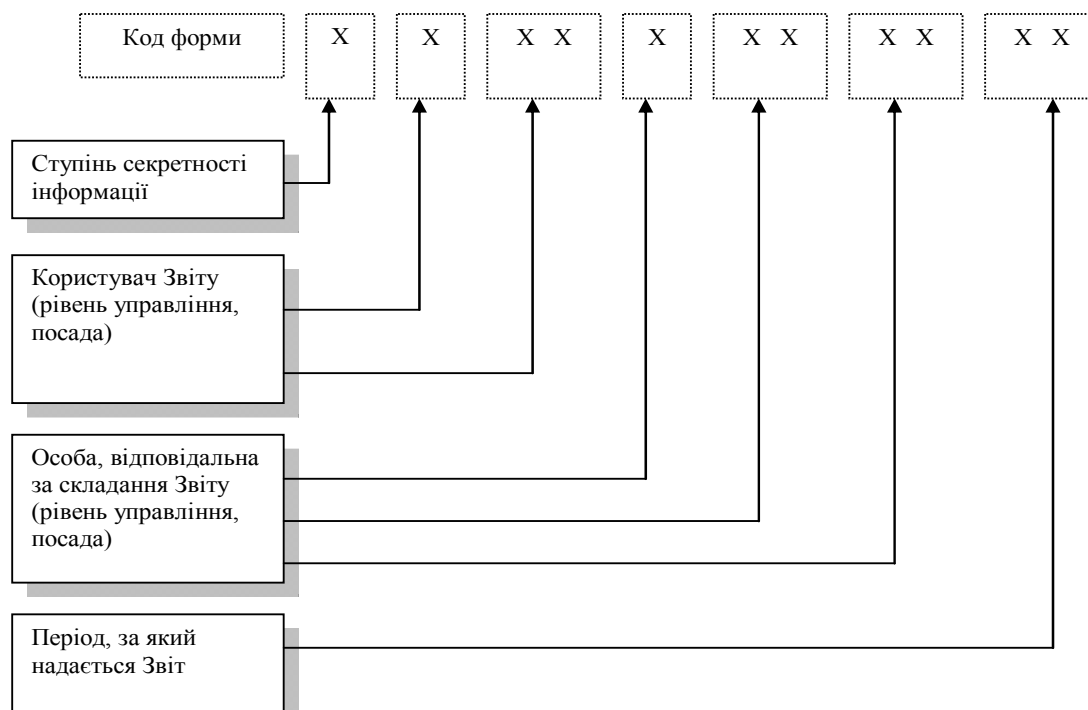 Код форми X X X X X X X X X X X
Ступінь секретності
інформації
Користувач Звіту
(рівень управління,
посада)
Особа, відповідальна
за складання Звіту
(рівень управління,
посада)
Період, за який
надається Звіт